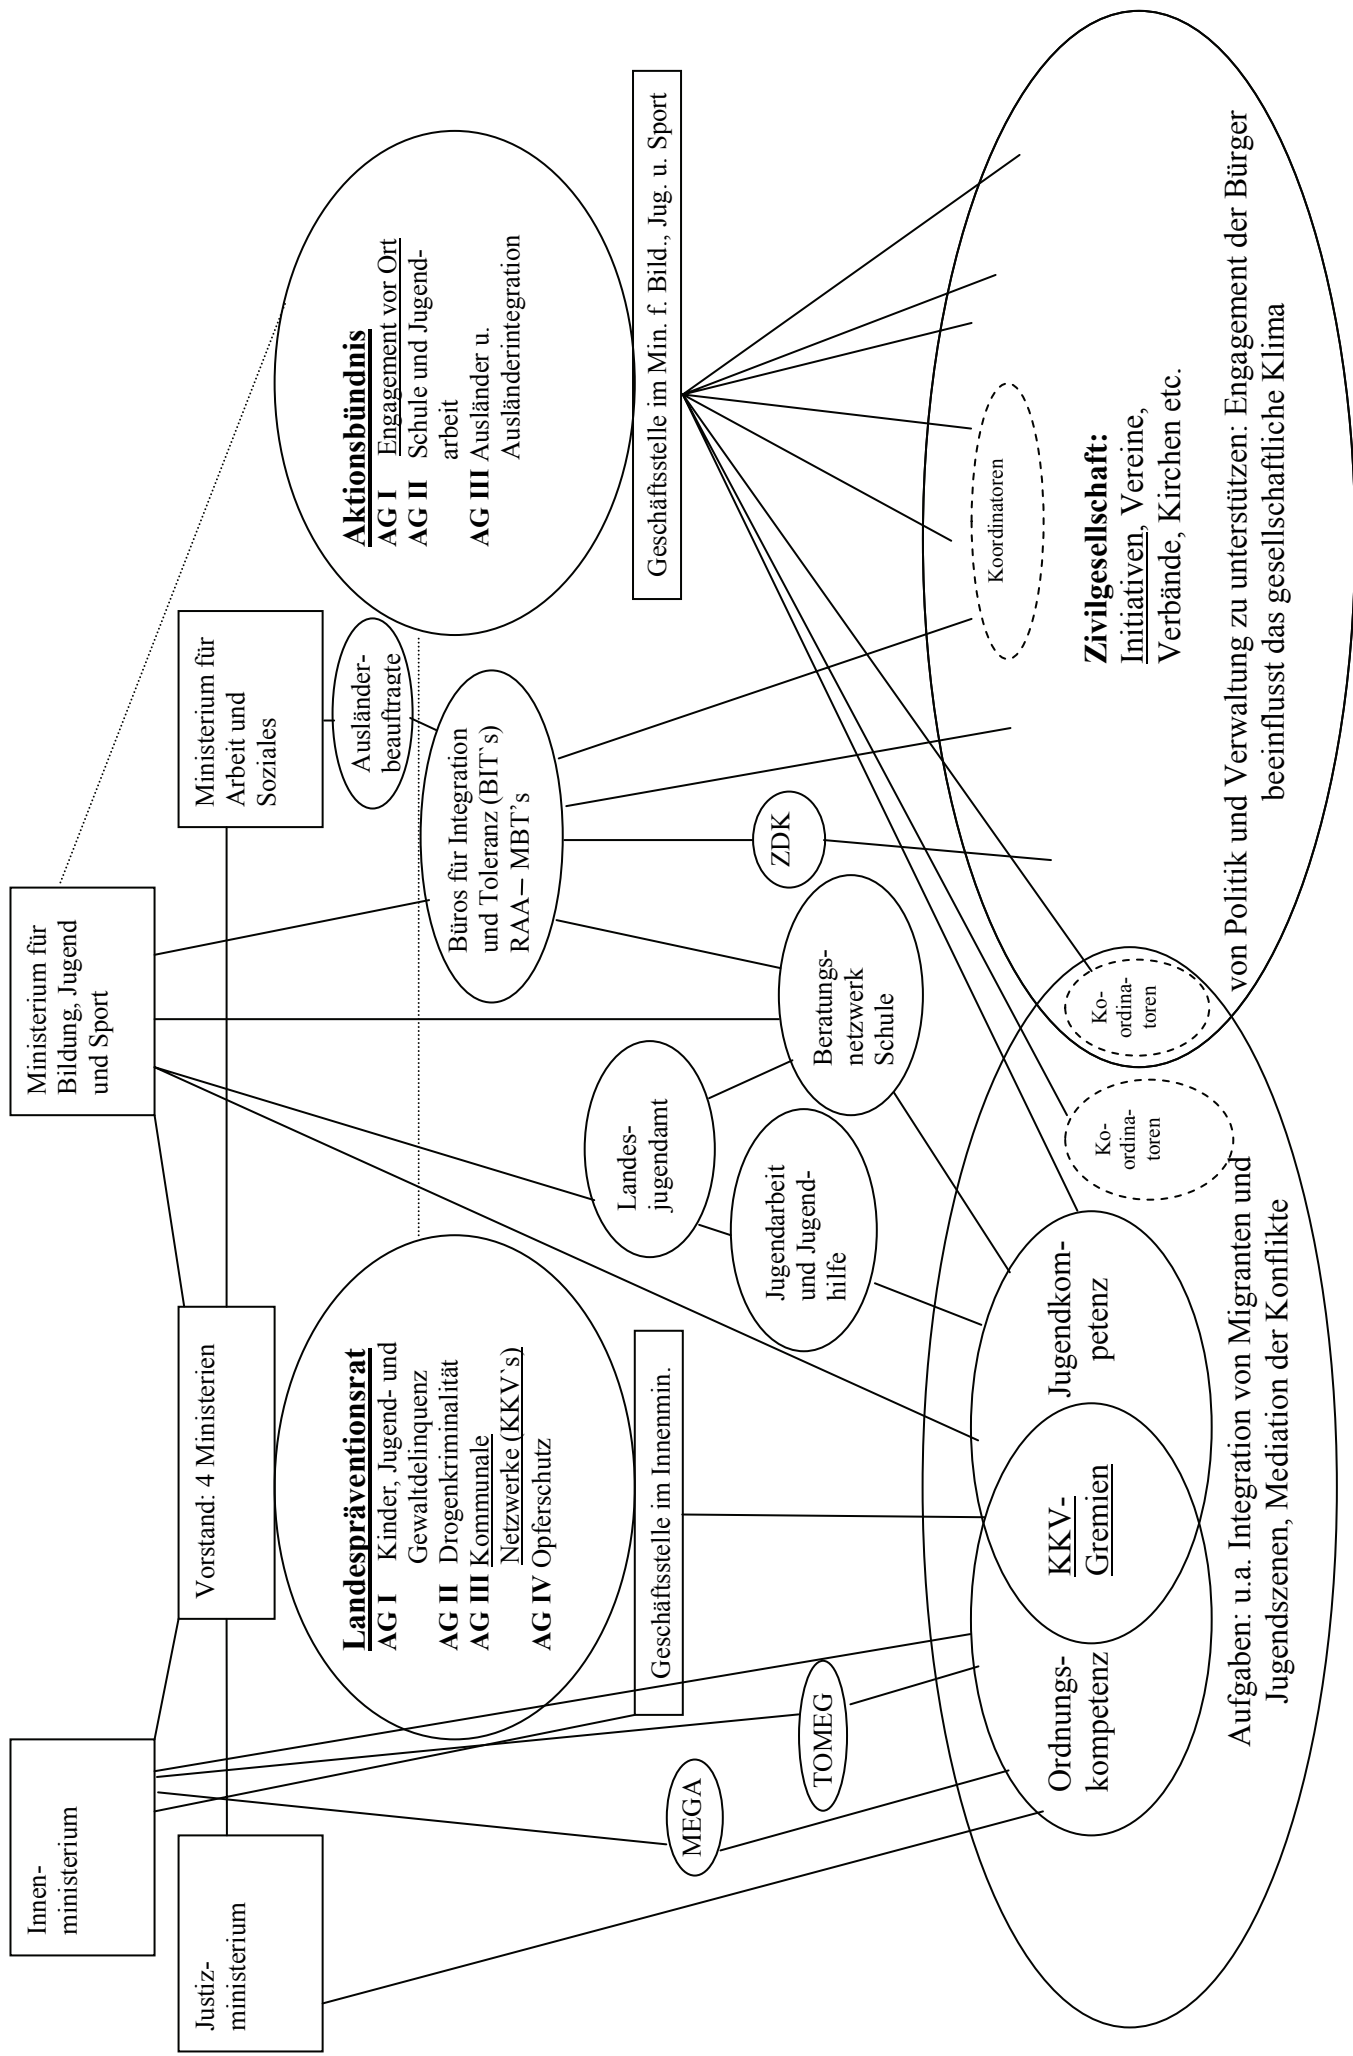 Innen-
ministerium
Ministerium für
Bildung, Jugend
und Sport
Justiz-
ministerium
Vorstand: 4 Ministerien
Ministerium für
Arbeit und
Soziales
Ausländer-
beauftragte
Landespräventionsrat
AG I Kinder, Jugend- und
Gewaltdelinquenz
AG II Drogenkriminalität
AG III Kommunale
Netzwerke (KKV`s)
AG IV Opferschutz
Aktionsbündnis
AG I Engagement vor Ort
AG II Schule und Jugend-
arbeit
AG III Ausländer u.
Ausländerintegration
Büros für Integration
und Toleranz (BIT`s)
RAA– MBT's
Geschäftsstelle im Innenmin.
Landes-
jugendamt
Geschäftsstelle im Min. f. Bild., Jug. u. Sport
MEGA
TOMEG
Jugendarbeit
und Jugend-
hilfe
Beratungs-
netzwerk
Schule
ZDK
Koordinatoren
Ordnungs-
kompetenz
KKV-
Gremien
Jugendkom-
petenz
Ko-
ordina-
toren
Ko-
ordina-
toren
Zivilgesellschaft:
Initiativen, Vereine,
Verbände, Kirchen etc.
Aufgaben: u.a. Integration von Migranten und
Jugendszenen, Mediation der Konflikte
von Politik und Verwaltung zu unterstützen: Engagement der Bürger
beeinflusst das gesellschaftliche Klima